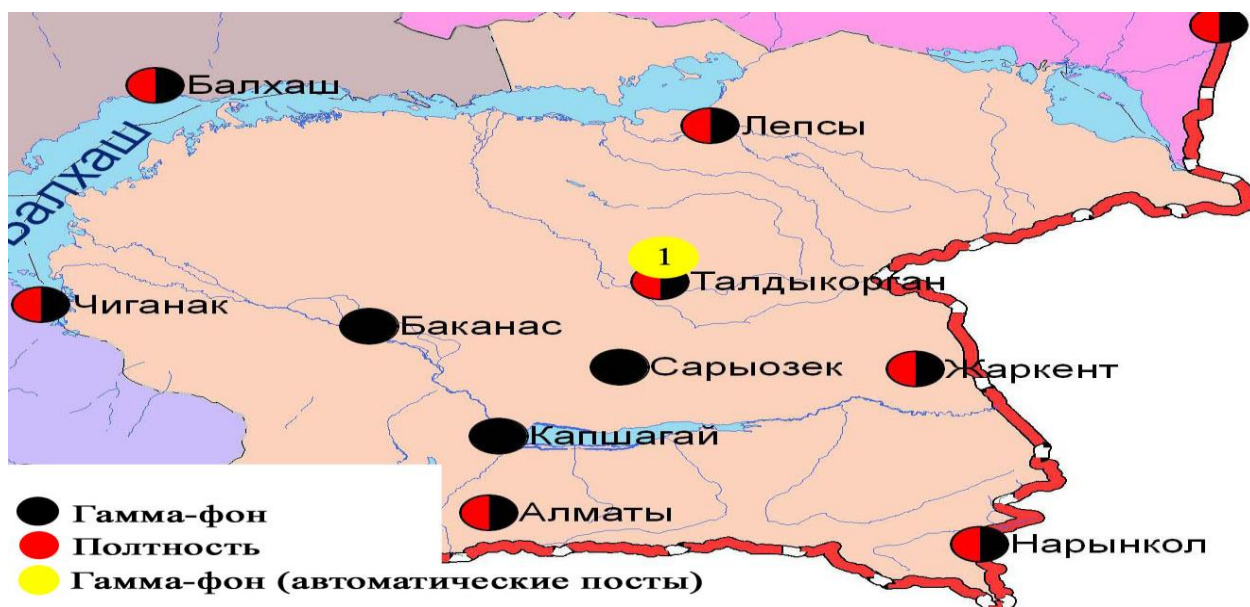 Балхаш
Балхаш
Лепсы
1
Талдыкорган
Чиганак
Баканас
Сарыозек
Жаркент
Капшагай
Алматы
Нарынкол
Гамма-фон
Полтность
Гамма-фон (автоматические посты)